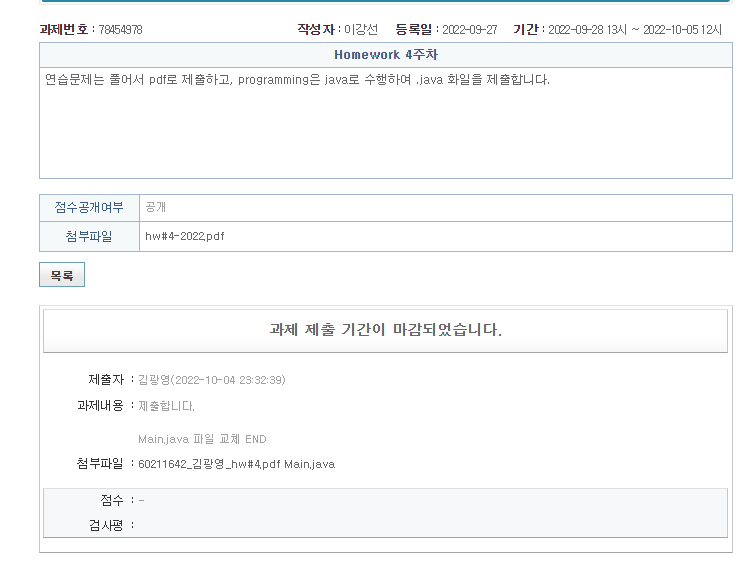 과제번호 : 78454978 작성자 : 이강선 등록일 : 2022-09-27 기간 : 2022-09-28 13시 ~ 2022-10-05 12시
Homework 4주차
연습문제는 풀어서 pdf로 제출하고, programming은 java로 수행하여 .java 화일을 제출합니다.
점수공개여부 공개
첨부파일 hw#4-2022.pdf
목록
과제 제출 기간이 마감되었습니다.
제출자 : 김광영(2022-10-04 23:32:39)
과제내용 : 제출합니다.
Main.java 파일 교체 END
첨부파일 : 60211642_김광영_hw#4.pdf Main.java
점수 : -
검사평 :